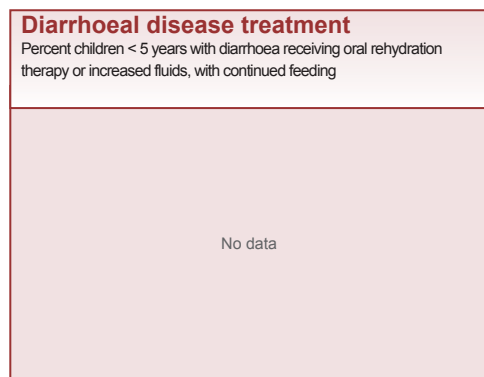 Diarrhoeal disease treatment
Percent children < 5 years with diarrhoea receiving oral rehydration
therapy or increased fluids, with continued feeding
No data